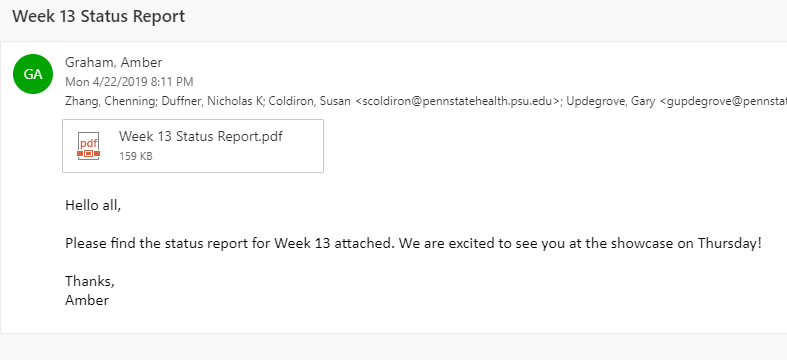 Week 13 Status Report
GA
Graham, Amber
Mon 4/22/2019 8:11 PM
Zhang, Chenning; Duffner, Nicholas K; Coldiron, Susan <scoldiron@pennstatehealth.psu.edu>; Updegrove, Gary <gupdegrove@pennstat
pdf
Week 13 Status Report.pdf
159 KB
Hello all,
Please find the status report for Week 13 attached. We are excited to see you at the showcase on Thursday!
Thanks,
Amber